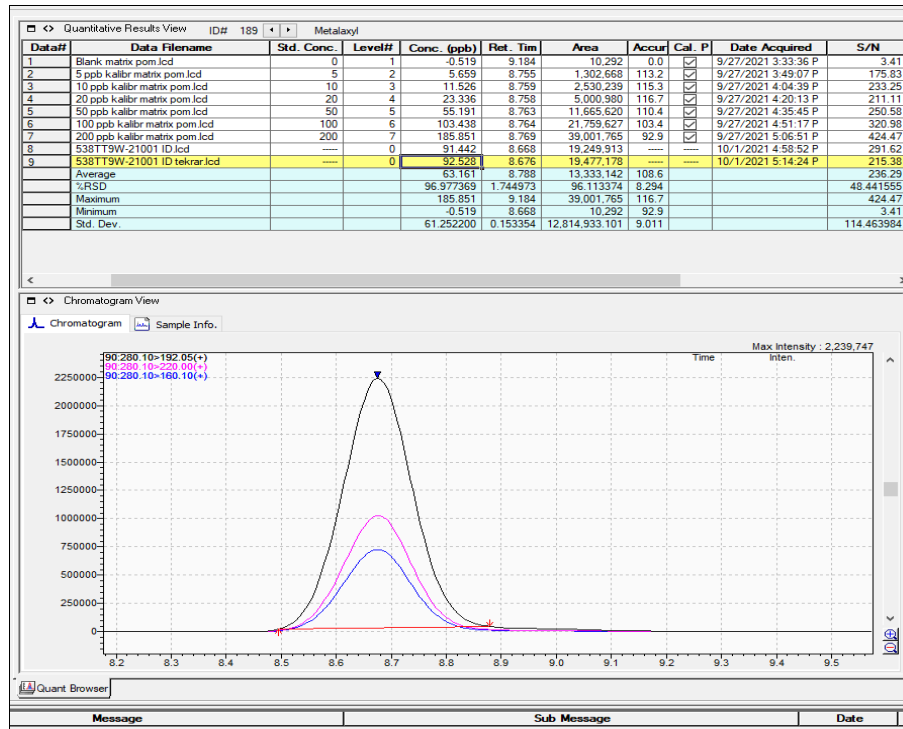 Quantitative Results View ID# 189 Metalaxyl
Data# Data Filename Std. Conc. Level# Conc. (ppb) Ret. Tim Area Accur Cal. P Date Acquired S/N
1 Blank matrix pom.lcd 0 1 -0.519 9.184 10,292 0.0 9/27/2021 3:33:36 P 3.41
2 5 ppb kalibr matrix pom.lcd 5 2 5.659 8.755 1,302,668 113.2 9/27/2021 3:49:07 P 175.83
3 10 ppb kalibr matrix pom.lcd 10 3 11.526 8.759 2,530,239 115.3 9/27/2021 4:04:39 P 233.25
4 20 ppb kalibr matrix pom.lcd 20 4 23.336 8.758 5,000,980 116.7 9/27/2021 4:20:13 P 211.11
5 50 ppb kalibr matrix pom.lcd 50 5 55.191 8.763 11,665,620 110.4 9/27/2021 4:35:45 P 250.58
6 100 ppb kalibr matrix pom.lcd 100 6 103.438 8.764 21,759,627 103.4 9/27/2021 4:51:17 P 320.98
7 200 ppb kalibr matrix pom.lcd 200 7 185.851 8.769 39,001,765 92.9 9/27/2021 5:06:51 P 424.47
8 538TT9W-21001 ID.lcd ----- 0 91.442 8.668 19,249,913 ----- ----- 10/1/2021 4:58:52 P 291.62
9 538TT9W-21001 ID tekrar.lcd ----- 0 92.528 8.676 19,477,178 ----- ----- 10/1/2021 5:14:24 P 215.38
Average 63.161 8.788 13,333,142 108.6 236.29
%RSD 96.977369 1.744973 96.113374 8.294 48.441555
Maximum 185.851 9.184 39,001,765 116.7 424.47
Minimum -0.519 8.668 10,292 92.9 3.41
Std. Dev. 61.252200 0.153354 12,814,933.101 9.011 114.463984
Chromatogram View
Chromatogram Sample Info.
Max Intensity : 2,239,747
Time Inten.
90:280.10>192.05(+)
90:280.10>220.00(+)
90:280.10>160.10(+)
2250000
2000000
1750000
1500000
1250000
1000000
750000
500000
250000
0
8.2 8.3 8.4 8.5 8.6 8.7 8.8 8.9 9.0 9.1 9.2 9.3 9.4 9.5
Quant Browser
Message Sub Message Date